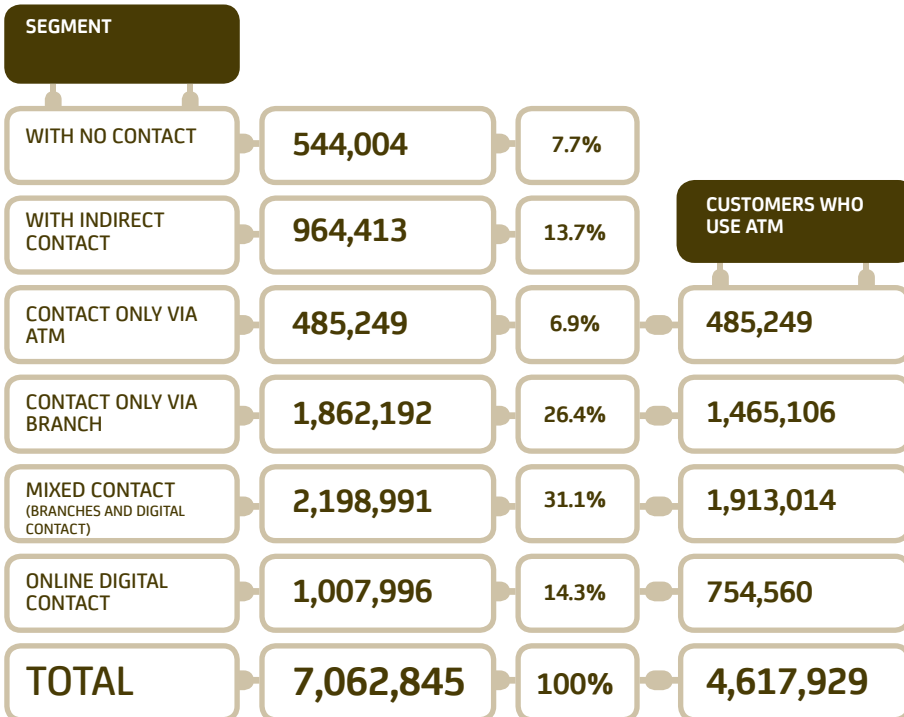 SEGMENT
WITH NO CONTACT
544,004
7.7%
WITH INDIRECT
CONTACT
964,413
13.7%
CUSTOMERS WHO
USE ATM
CONTACT ONLY VIA
ATM
485,249
6.9%
485,249
CONTACT ONLY VIA
BRANCH
1,862,192
26.4%
1,465,106
MIXED CONTACT
(BRANCHES AND DIGITAL
CONTACT)
2,198,991
31.1%
1,913,014
ONLINE DIGITAL
CONTACT
1,007,996
14.3%
754,560
TOTAL
7,062,845
100%
4,617,929